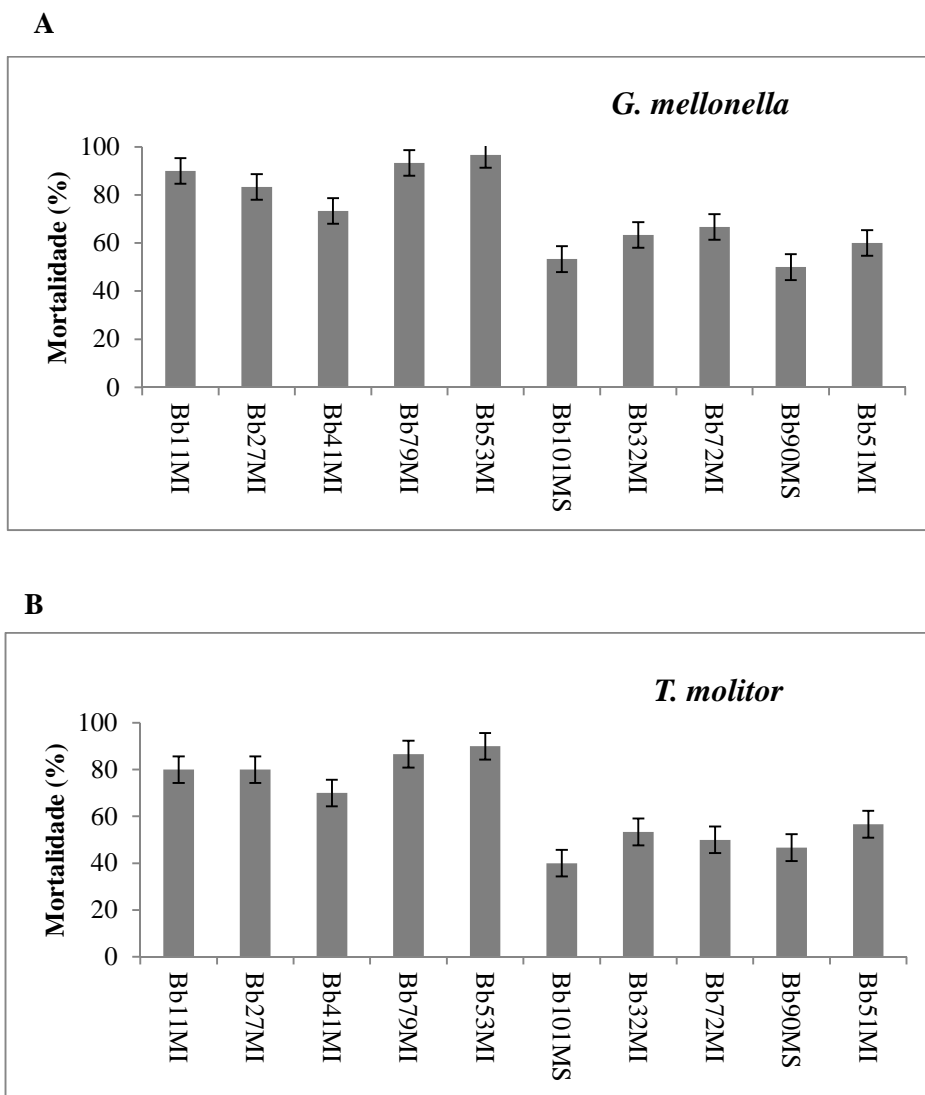 A
G. mellonella
Mortalidade (%)
100
80
60
40
20
0
Bb11MI
Bb27MI
Bb41MI
Bb79MI
Bb53MI
Bb101MS
Bb32MI
Bb72MI
Bb90MS
Bb51MI
B
T. molitor
Mortalidade (%)
100
80
60
40
20
0
Bb11MI
Bb27MI
Bb41MI
Bb79MI
Bb53MI
Bb101MS
Bb32MI
Bb72MI
Bb90MS
Bb51MI